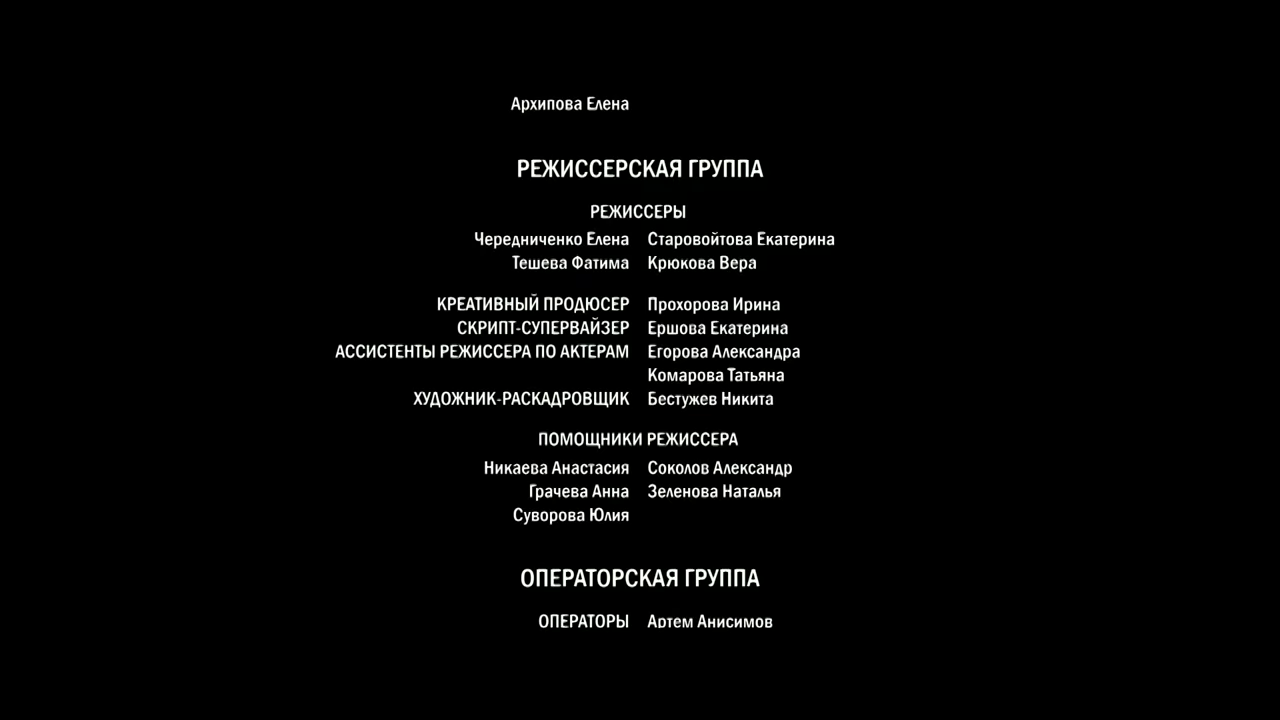 Архипова Елена
РЕЖИССЕРСКАЯ ГРУППА
РЕЖИССЕРЫ
Чередниченко Елена Старовойтова Екатерина
Тешева Фатима Крюкова Вера
КРЕАТИВНЫЙ ПРОДЮСЕР Прохорова Ирина
СКРИПТ-СУПЕРВАЙЗЕР Ершова Екатерина
АССИСТЕНТЫ РЕЖИССЕРА ПО АКТЕРАМ Егорова Александра
Комарова Татьяна
ХУДОЖНИК-РАСКАДРОВЩИК Бестужев Никита
ПОМОЩНИКИ РЕЖИССЕРА
Никаева Анастасия Соколов Александр
Грачева Анна Зеленова Наталья
Суворова Юлия
ОПЕРАТОРСКАЯ ГРУППА
ОПЕРАТОРЫ Артем Анисимов